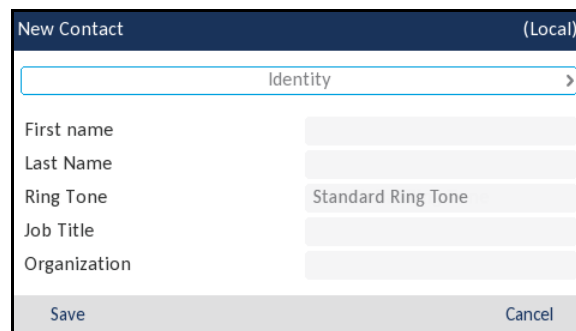 New Contact (Local)
Identity
First name
Last Name
Ring Tone Standard Ring Tone
Job Title
Organization
Save Cancel